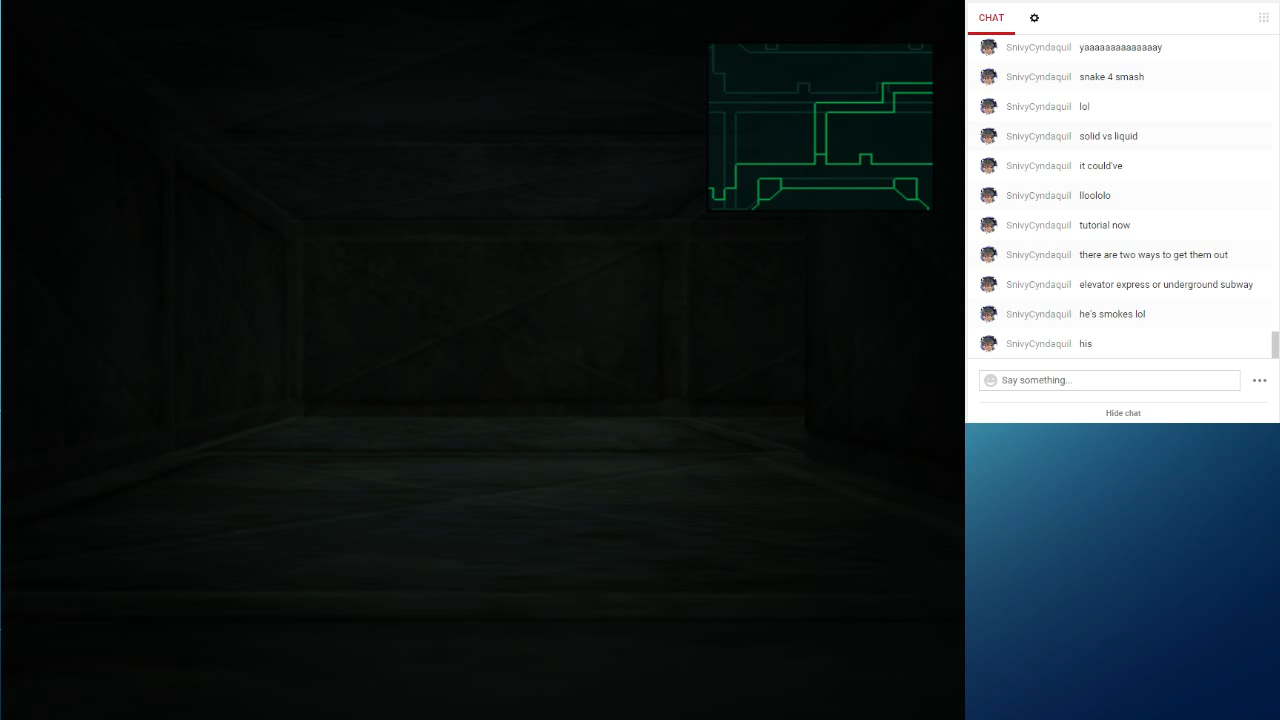 CHAT
SnivyCyndaquil yaaaaaaaaaaaaaay
SnivyCyndaquil snake 4 smash
SnivyCyndaquil lol
SnivyCyndaquil solid vs liquid
SnivyCyndaquil it could've
SnivyCyndaquil lloololo
SnivyCyndaquil tutorial now
SnivyCyndaquil there are two ways to get them out
SnivyCyndaquil elevator express or underground subway
SnivyCyndaquil he's smokes lol
SnivyCyndaquil his
Say something...
Hide chat